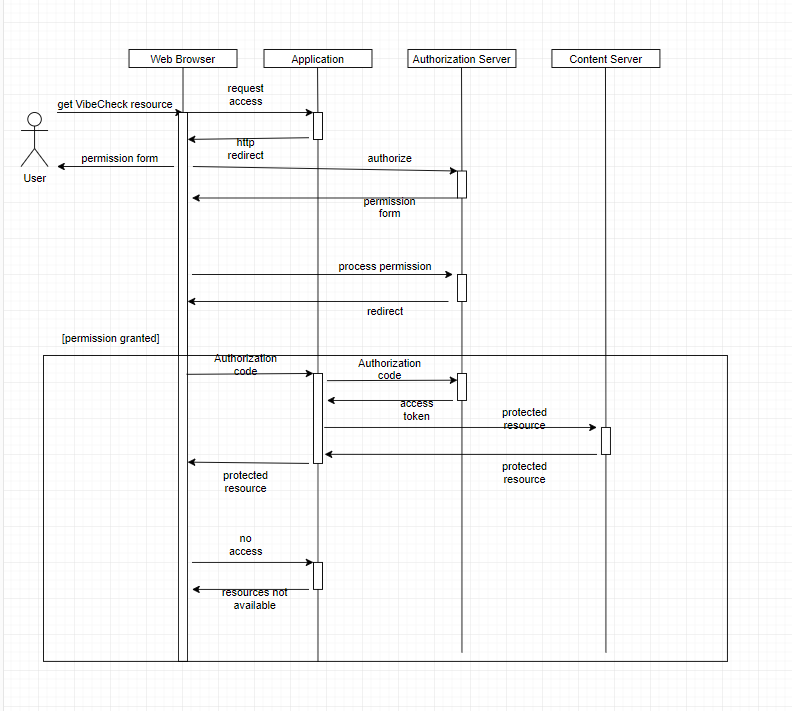 Web Browser
Application
Authorization Server
Content Server
request
access
get VibeCheck resource
http
redirect
permission form
authorize
User
permission
form
process permission
redirect
[permission granted]
Authorization
code
Authorization
code
access
token
protected
resource
protected
resource
protected
resource
no
access
resources not
available